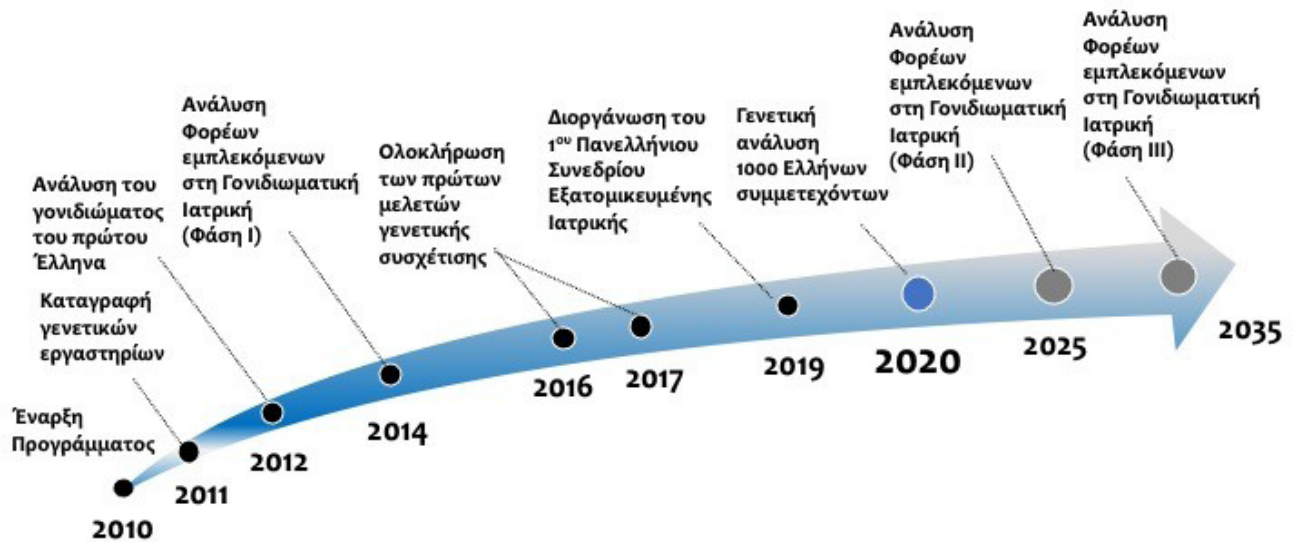 Έναρξη
Προγράμματος
Καταγραφή
γενετικών
εργαστηρίων
Ανάλυση του
γονιδιώματος
του πρώτου
Έλληνα
Ανάλυση
Φορέων
εμπλεκόμενων
στη Γονιδιωματική
Ιατρική
(Φάση Ι)
Ολοκλήρωση
των πρώτων
μελετών
γενετικής
συσχέτισης
Διοργάνωση του
1ου Πανελλήνιου
Συνεδρίου
Εξατομικευμένης
Ιατρικής
Γενετική
ανάλυση
1000 Ελλήνων
συμμετεχόντων
Ανάλυση
Φορέων
εμπλεκόμενων
στη Γονιδιωματική
Ιατρική
(Φάση ΙΙ)
Ανάλυση
Φορέων
εμπλεκόμενων
στη Γονιδιωματική
Ιατρική
(Φάση ΙΙΙ)
2010
2011
2012
2014
2016
2017
2019
2020
2025
2035